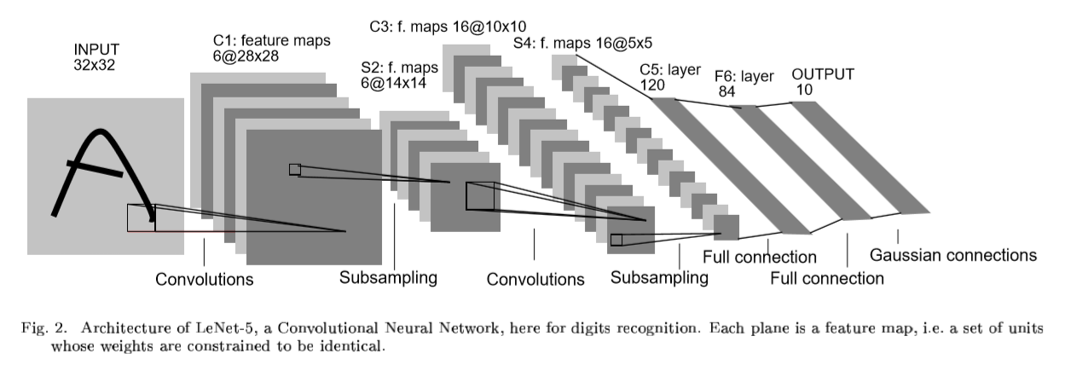 INPUT
32x32
C1: feature maps
6@28x28
S2: f. maps
6@14x14
C3: f. maps 16@10x10
S4: f. maps 16@5x5
C5: layer
120
F6: layer
84
OUTPUT
10
Convolutions
Subsampling
Convolutions
Subsampling
Full connection
Full connection
Gaussian connections
Fig. 2. Architecture of LeNet-5, a Convolutional Neural Network, here for digits recognition. Each plane is a feature map, i.e. a set of units
whose weights are constrained to be identical.
A